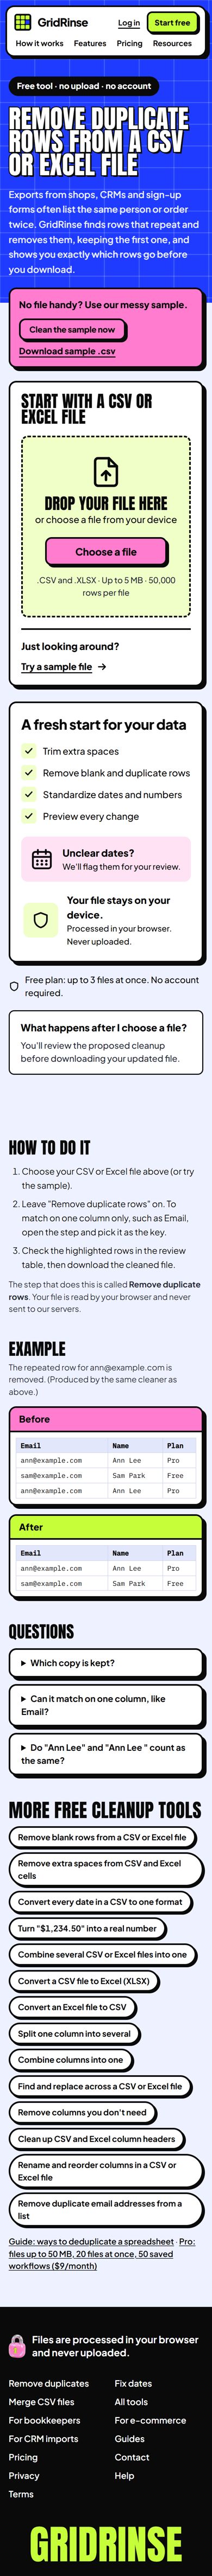 GridRinse
Log in
Start free
How it works
Features
Pricing
Resources
Free tool · no upload · no account
REMOVE DUPLICATE
ROWS FROM A CSV
OR EXCEL FILE
Exports from shops, CRMs and sign-up
forms often list the same person or order
twice. GridRinse finds rows that repeat and
removes them, keeping the first one, and
shows you exactly which rows go before
you download.
No file handy? Use our messy sample.
Clean the sample now
Download sample .csv
START WITH A CSV OR
EXCEL FILE
DROP YOUR FILE HERE
or choose a file from your device
Choose a file
.CSV and .XLSX · Up to 5 MB · 50,000
rows per file
Just looking around?
Try a sample file →
A fresh start for your data
Trim extra spaces
Remove blank and duplicate rows
Standardize dates and numbers
Preview every change
Unclear dates?
We'll flag them for your review.
Your file stays on your
device.
Processed in your browser.
Never uploaded.
Free plan: up to 3 files at once. No account
required.
What happens after I choose a file?
You'll review the proposed cleanup
before downloading your updated file.
HOW TO DO IT
1. Choose your CSV or Excel file above (or try
the sample).
2. Leave "Remove duplicate rows" on. To
match on one column only, such as Email,
open the step and pick it as the key.
3. Check the highlighted rows in the review
table, then download the cleaned file.
The step that does this is called Remove duplicate
rows. Your file is read by your browser and never
sent to our servers.
EXAMPLE
The repeated row for ann@example.com is
removed. (Produced by the same cleaner as
above.)
Before
Email Name Plan
ann@example.com Ann Lee Pro
sam@example.com Sam Park Free
ann@example.com Ann Lee Pro
After
Email Name Plan
ann@example.com Ann Lee Pro
sam@example.com Sam Park Free
QUESTIONS
▶ Which copy is kept?
▶ Can it match on one column, like
Email?
▶ Do "Ann Lee" and "Ann Lee " count as
the same?
MORE FREE CLEANUP TOOLS
Remove blank rows from a CSV or Excel file
Remove extra spaces from CSV and Excel
cells
Convert every date in a CSV to one format
Turn "$1,234.50" into a real number
Combine several CSV or Excel files into one
Convert a CSV file to Excel (XLSX)
Convert an Excel file to CSV
Split one column into several
Combine columns into one
Find and replace across a CSV or Excel file
Remove columns you don't need
Clean up CSV and Excel column headers
Rename and reorder columns in a CSV or
Excel file
Remove duplicate email addresses from a
list
Guide: ways to deduplicate a spreadsheet · Pro:
files up to 50 MB, 20 files at once, 50 saved
workflows ($9/month)
Files are processed in your browser
and never uploaded.
Remove duplicates
Fix dates
Merge CSV files
All tools
For bookkeepers
For e-commerce
For CRM imports
Guides
Pricing
Contact
Privacy
Help
Terms
GRIDRINSE